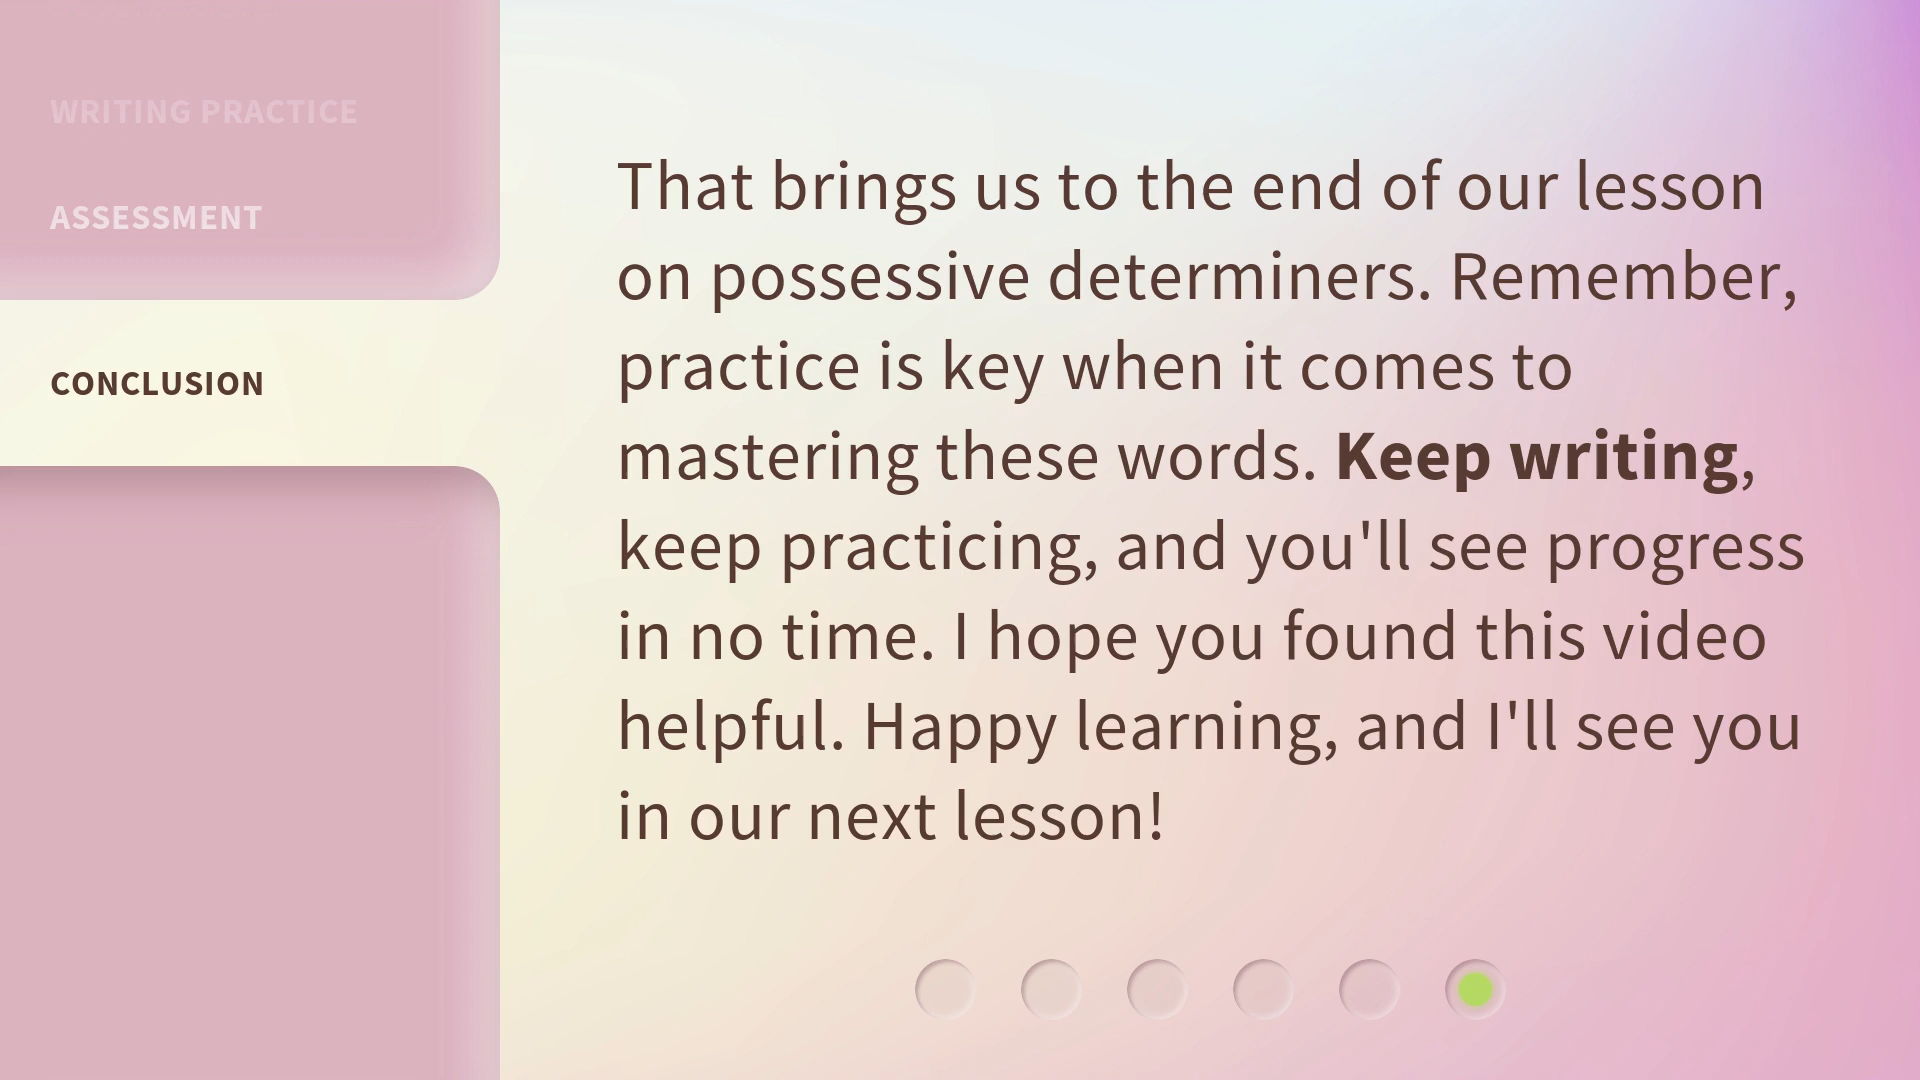 WRITING PRACTICE
ASSESSMENT
CONCLUSION
That brings us to the end of our lesson
on possessive determiners. Remember,
practice is key when it comes to
mastering these words. Keep writing,
keep practicing, and you'll see progress
in no time. I hope you found this video
helpful. Happy learning, and I'll see you
in our next lesson!